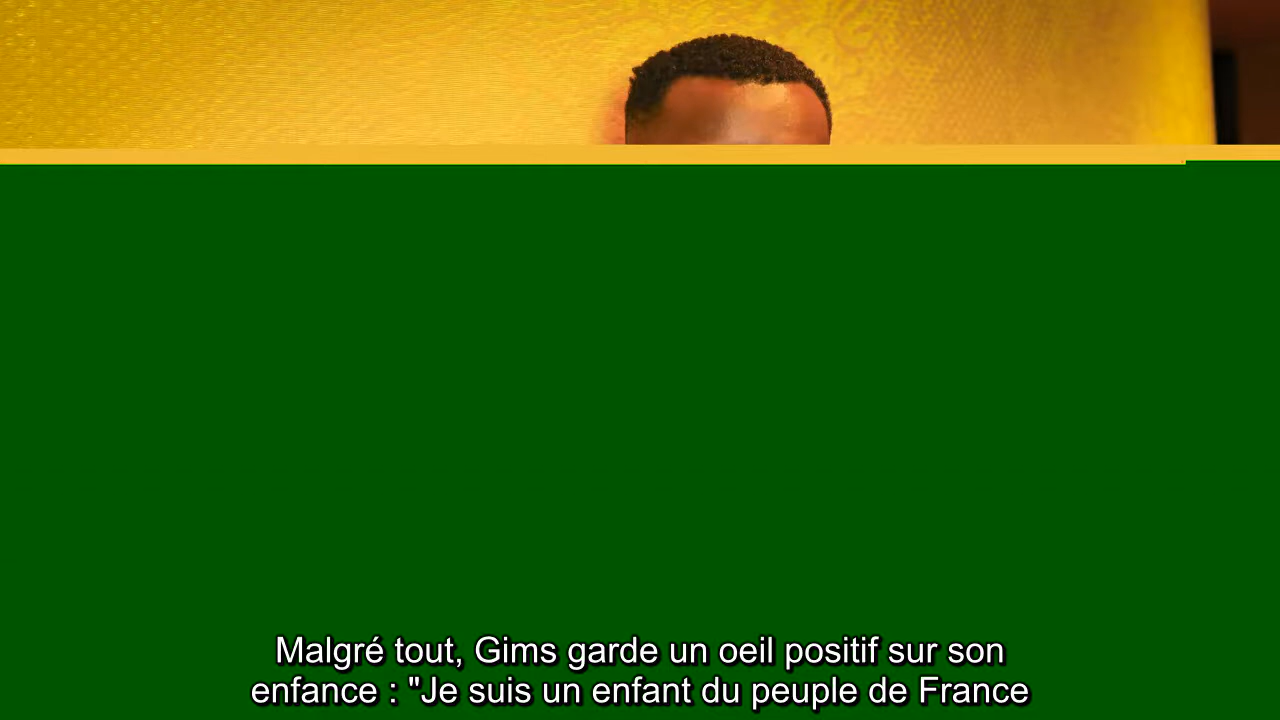 Malgré tout, Gims garde un oeil positif sur son
enfance : "Je suis un enfant du peuple de France